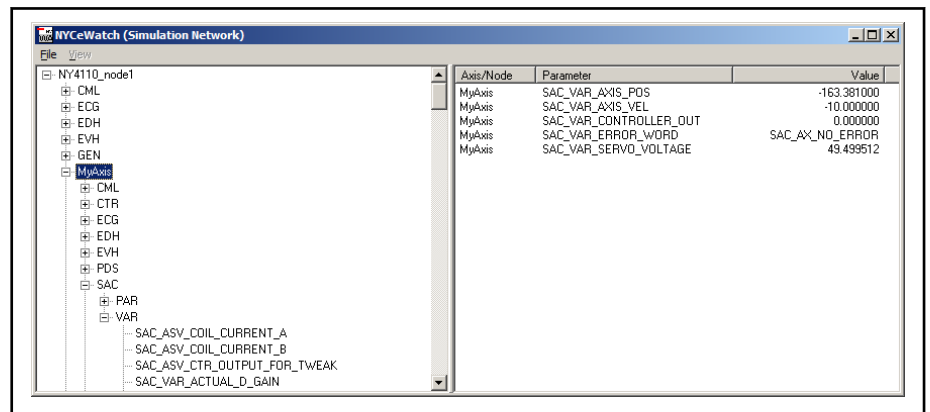 NYCeWatch (Simulation Network)
File View
NY4110_node1
CML
ECG
EDH
EVH
GEN
MyAxis
CML
CTR
ECG
EDH
EVH
PDS
SAC
PAR
VAR
SAC_ASV_COIL_CURRENT_A
SAC_ASV_COIL_CURRENT_B
SAC_ASV_CTR_OUTPUT_FOR_TWEAK
SAC_VAR_ACTUAL_D_GAIN
Axis/Node Parameter Value
MyAxis SAC_VAR_AXIS_POS -163.381000
MyAxis SAC_VAR_AXIS_VEL -10.000000
MyAxis SAC_VAR_CONTROLLER_OUT 0.000000
MyAxis SAC_VAR_ERROR_WORD SAC_AX_NO_ERROR
MyAxis SAC_VAR_SERVO_VOLTAGE 49.499512